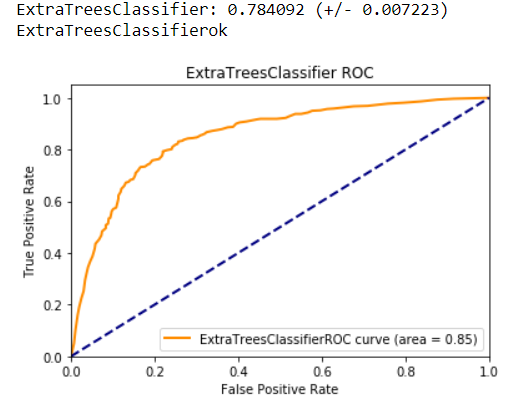 ExtraTreesClassifier: 0.784092 (+/- 0.007223)
ExtraTreesClassifierok
ExtraTreesClassifier ROC
1.0
0.8
0.6
0.4
0.2
0.0
True Positive Rate
ExtraTreesClassifierROC curve (area = 0.85)
0.0 0.2 0.4 0.6 0.8 1.0
False Positive Rate